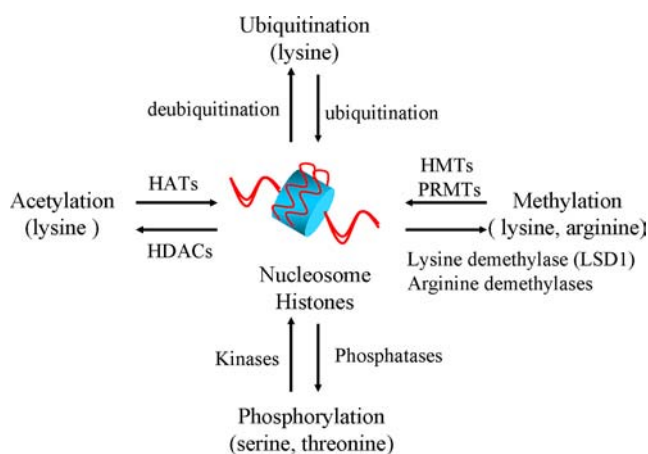 Ubiquitination
(lysine)
deubiquitination
ubiquitination
HATs
HMTs
PRMTs
Acetylation
(lysine )
Methylation
( lysine, arginine)
HDACs
Lysine demethylase (LSD1)
Arginine demethylases
Nucleosome
Histones
Kinases
Phosphatases
Phosphorylation
(serine, threonine)